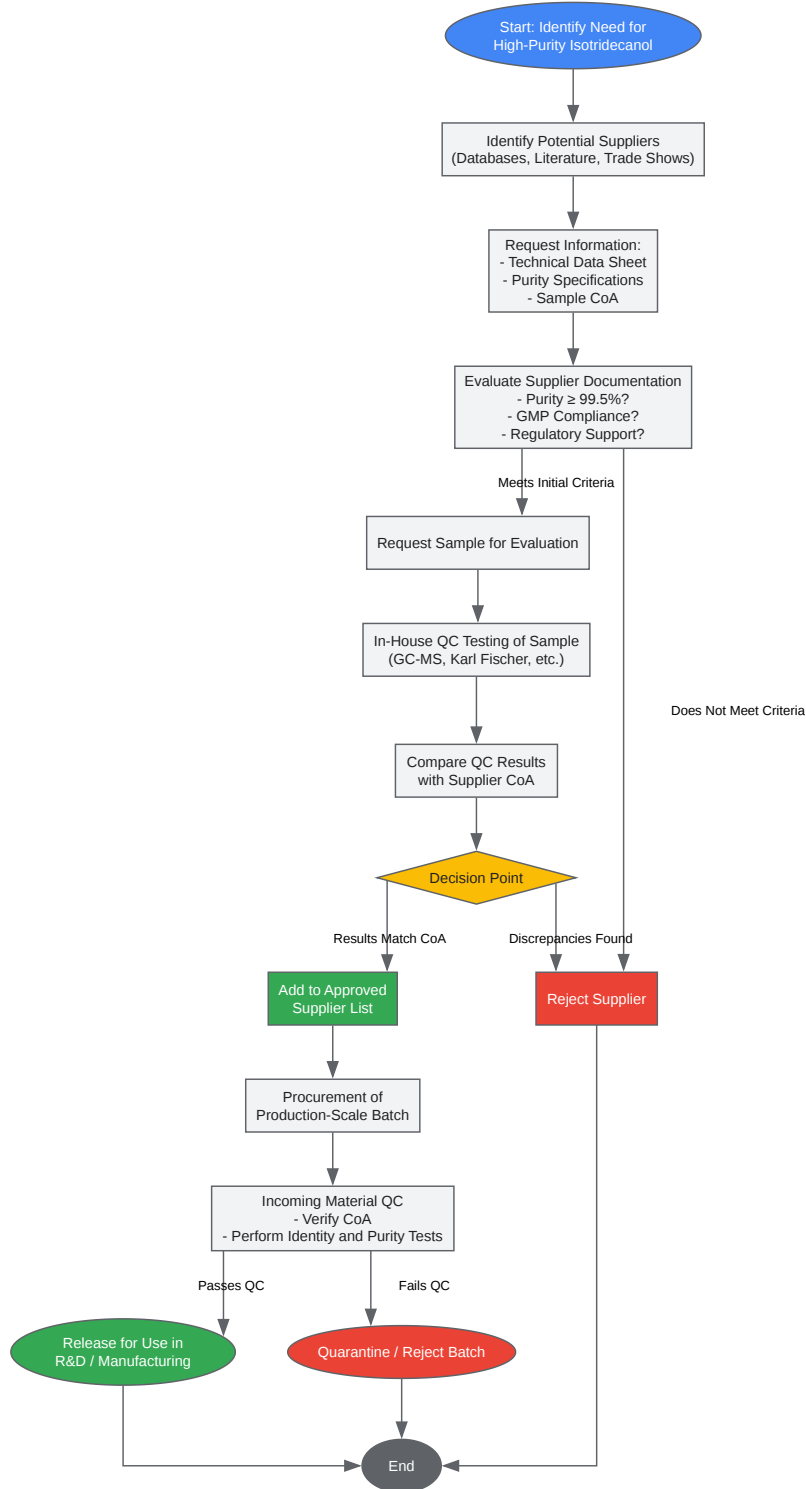 Start: Identify Need for
High-Purity Isotridecanol
Identify Potential Suppliers
(Databases, Literature, Trade Shows)
Request Information:
- Technical Data Sheet
- Purity Specifications
- Sample CoA
Evaluate Supplier Documentation
- Purity ≥ 99.5%?
- GMP Compliance?
- Regulatory Support?
Meets Initial Criteria
Request Sample for Evaluation
In-House QC Testing of Sample
(GC-MS, Karl Fischer, etc.)
Does Not Meet Criteria
Compare QC Results
with Supplier CoA
Decision Point
Results Match CoA
Discrepancies Found
Add to Approved
Supplier List
Reject Supplier
Procurement of
Production-Scale Batch
Incoming Material QC
- Verify CoA
- Perform Identity and Purity Tests
Passes QC
Fails QC
Release for Use in
R&D / Manufacturing
Quarantine / Reject Batch
End